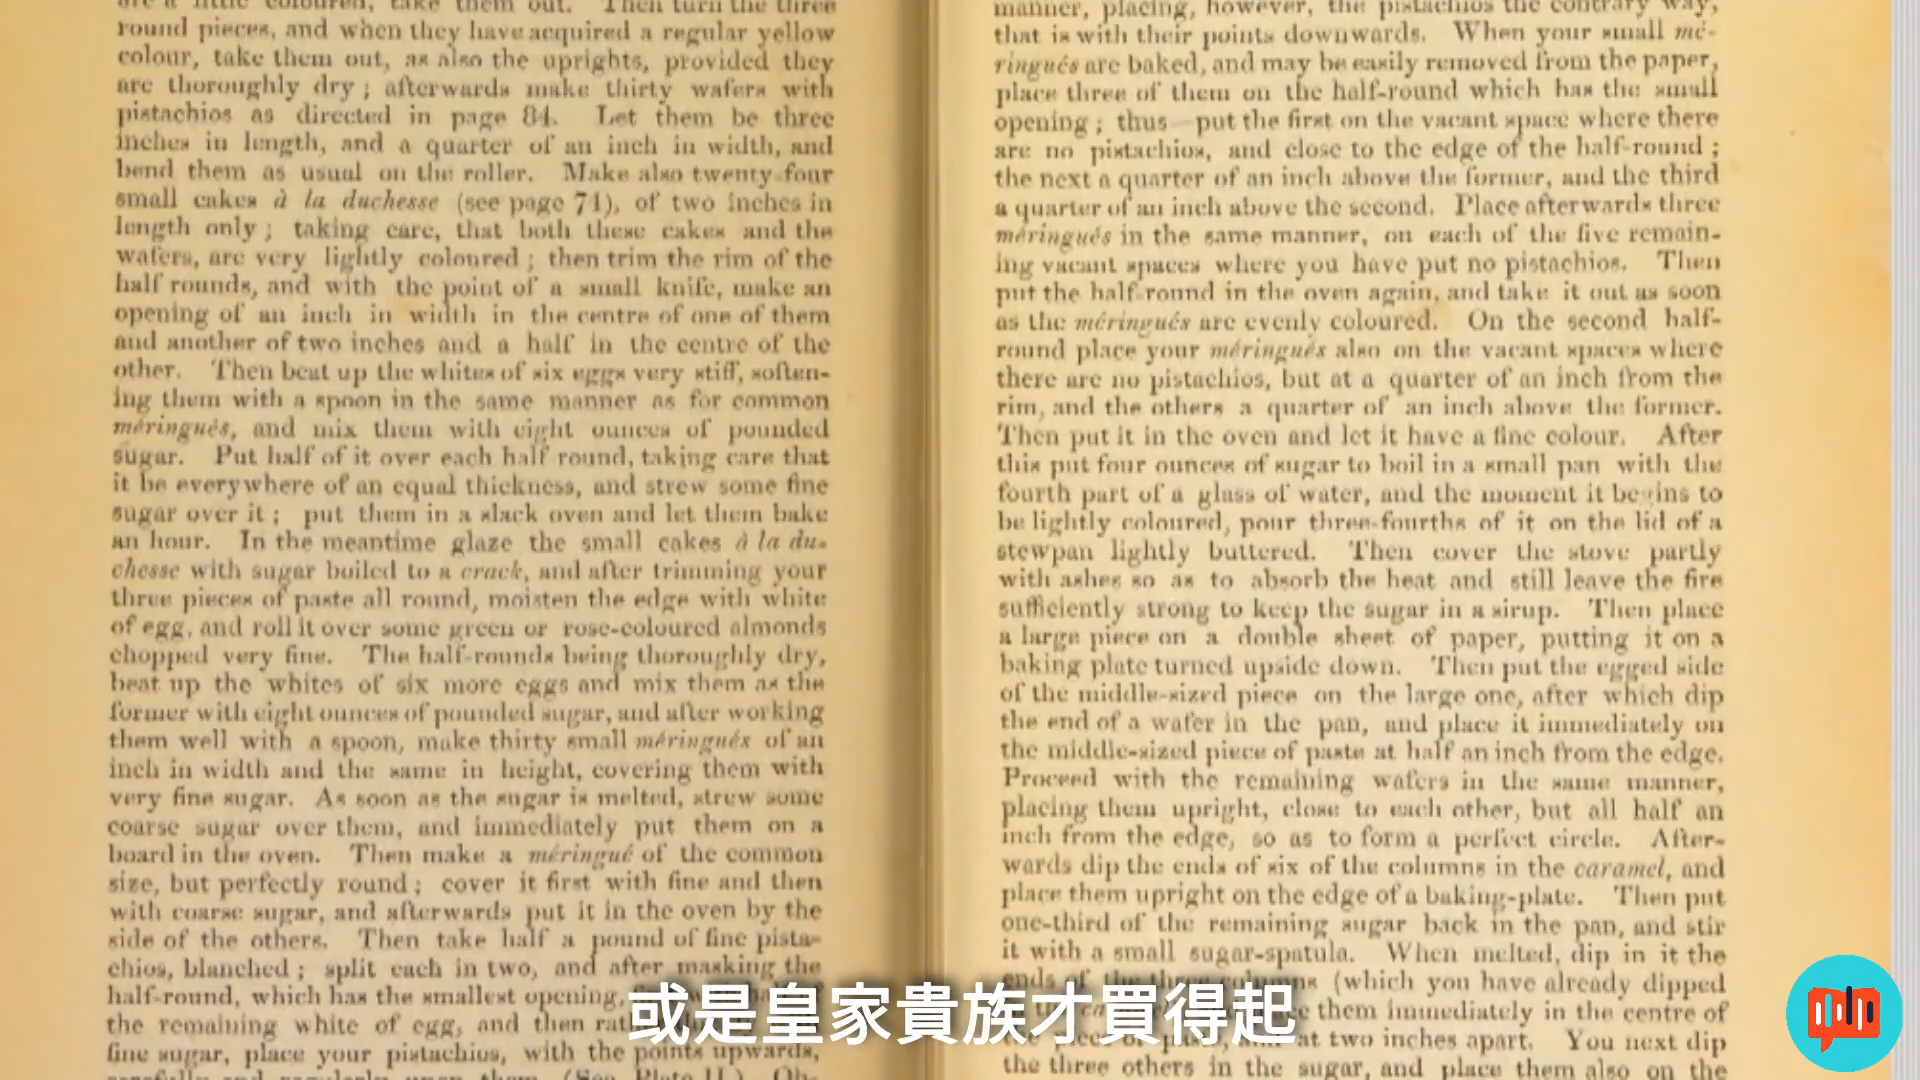 round pieces, and when they have acquired a regular yellow
colour, take them out, as also the uprights, provided they
are thoroughly dry ; afterwards make thirty wafers with
pistachios as directed in page 84. Let them be three
inches in length, and a quarter of an inch in width, and
bend them as usual on the roller. Make also twenty-four
small cakes à la duchesse (see page 71), of two inches in
length only ; taking care, that both these cakes and the
wafers, are very lightly coloured ; then trim the rim of the
half rounds, and with the point of a small knife, make an
opening of an inch in width in the centre of one of them
and another of two inches and a half in the centre of the
other. Then beat up the whites of six eggs very stiff, soften-
ing them with a spoon in the same manner as for common
méringués, and mix them with eight ounces of pounded
sugar. Put half of it over each half round, taking care that
it be everywhere of an equal thickness, and strew some fine
sugar over it ; put them in a slack oven and let them bake
an hour. In the meantime glaze the small cakes à la du-
chesse with sugar boiled to a crack, and after trimming your
three pieces of paste all round, moisten the edge with white
of egg, and roll it over some green or rose-coloured almonds
chopped very fine. The half-rounds being thoroughly dry,
beat up the whites of six more eggs and mix them as the
former with eight ounces of pounded sugar, and after working
them well with a spoon, make thirty small méringués of an
inch in width and the same in height, covering them with
very fine sugar. As soon as the sugar is melted, strew some
coarse sugar over them, and immediately put them on a
board in the oven. Then make a méringué of the common
size, but perfectly round ; cover it first with fine and then
with coarse sugar, and afterwards put it in the oven by the
side of the others. Then take half a pound of fine pista-
chios, blanched ; split each in two, and after masking the
half-round, which has the smallest opening,
the remaining white of egg, and then
fine sugar, place your pistachios, with the points upwards,
manner, placing, however, the pistachios the contrary way,
that is with their points downwards. When your small mé-
ringués are baked, and may be easily removed from the paper,
place three of them on the half-round which has the small
opening ; thus—put the first on the vacant space where there
are no pistachios, and close to the edge of the half-round ;
the next a quarter of an inch above the former, and the third
a quarter of an inch above the second. Place afterwards three
méringués in the same manner, on each of the five remain-
ing vacant spaces where you have put no pistachios. Then
put the half-round in the oven again, and take it out as soon
as the méringués are evenly coloured. On the second half-
round place your méringués also on the vacant spaces where
there are no pistachios, but at a quarter of an inch from the
rim, and the others a quarter of an inch above the former.
Then put it in the oven and let it have a fine colour. After
this put four ounces of sugar to boil in a small pan with the
fourth part of a glass of water, and the moment it begins to
be lightly coloured, pour three-fourths of it on the lid of a
stewpan lightly buttered. Then cover the stove partly
with ashes so as to absorb the heat and still leave the fire
sufficiently strong to keep the sugar in a sirup. Then place
a large piece on a double sheet of paper, putting it on a
baking plate turned upside down. Then put the egged side
of the middle-sized piece on the large one, after which dip
the end of a wafer in the pan, and place it immediately on
the middle-sized piece of paste at half an inch from the edge.
Proceed with the remaining wafers in the same manner,
placing them upright, close to each other, but all half an
inch from the edge, so as to form a perfect circle. After-
wards dip the ends of six of the columns in the caramel, and
place them upright on the edge of a baking-plate. Then put
one-third of the remaining sugar back in the pan, and stir
it with a small sugar-spatula. When melted, dip in it the
ends of the three columns (which you have already dipped
them immediately in the centre of
at two inches apart. You next dip
the three others in the sugar, and place them also on the
或是皇家貴族才買得起